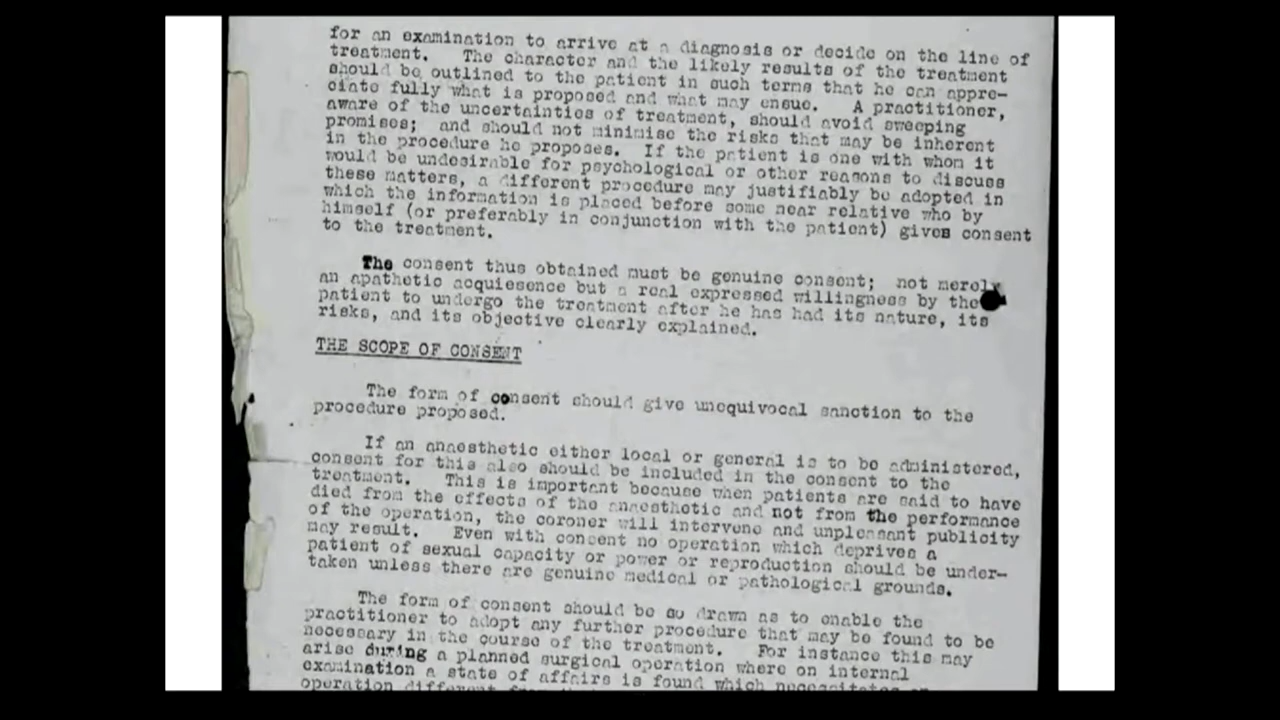 for an examination to arrive at a diagnosis or decide on the line of
treatment. The character and the likely results of the treatment
should be outlined to the patient in such terms that he can appre-
ciate fully what is proposed and what may ensue. A practitioner,
aware of the uncertainties of treatment, should avoid sweeping
promises; and should not minimise the risks that may be inherent
in the procedure he proposes. If the patient is one with whom it
would be undesirable for psychological or other reasons to discuss
these matters, a different procedure may justifiably be adopted in
which the information is placed before some near relative who by
himself (or preferably in conjunction with the patient) gives consent
to the treatment.
The consent thus obtained must be genuine consent; not merely
an apathetic acquiesence but a real expressed willingness by the
patient to undergo the treatment after he has had its nature, its
risks, and its objective clearly explained.
THE SCOPE OF CONSENT
The form of consent should give unequivocal sanction to the
procedure proposed.
If an anaesthetic either local or general is to be administered,
consent for this also should be included in the consent to the
treatment. This is important because when patients are said to have
died from the effects of the anaesthetic and not from the performance
of the operation, the coroner will intervene and unpleasant publicity
may result. Even with consent no operation which deprives a
patient of sexual capacity or power or reproduction should be under-
taken unless there are genuine medical or pathological grounds.
The form of consent should be so drawn as to enable the
practitioner to adopt any further procedure that may be found to be
necessary in the course of the treatment. For instance this may
arise during a planned surgical operation where on internal
examination a state of affairs is found which necessitates an
operation different